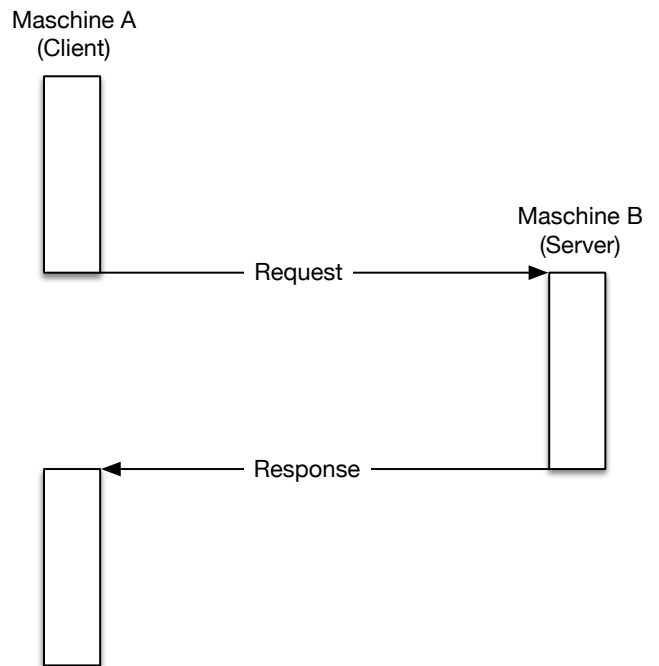 Maschine A
(Client)
Maschine B
(Server)
Request
Response